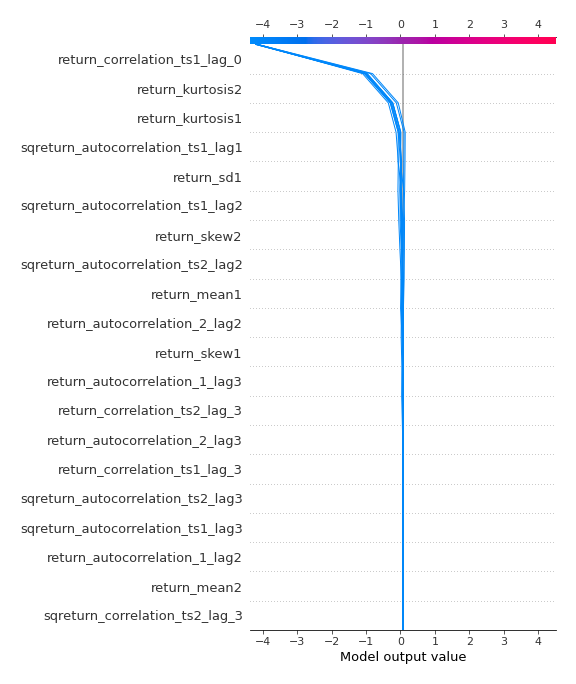 −4 −3 −2 −1 0 1 2 3 4
return_correlation_ts1_lag_0
return_kurtosis2
return_kurtosis1
sqreturn_autocorrelation_ts1_lag1
return_sd1
sqreturn_autocorrelation_ts1_lag2
return_skew2
sqreturn_autocorrelation_ts2_lag2
return_mean1
return_autocorrelation_2_lag2
return_skew1
return_autocorrelation_1_lag3
return_correlation_ts2_lag_3
return_autocorrelation_2_lag3
return_correlation_ts1_lag_3
sqreturn_autocorrelation_ts2_lag3
sqreturn_autocorrelation_ts1_lag3
return_autocorrelation_1_lag2
return_mean2
sqreturn_correlation_ts2_lag_3
−4 −3 −2 −1 0 1 2 3 4
Model output value